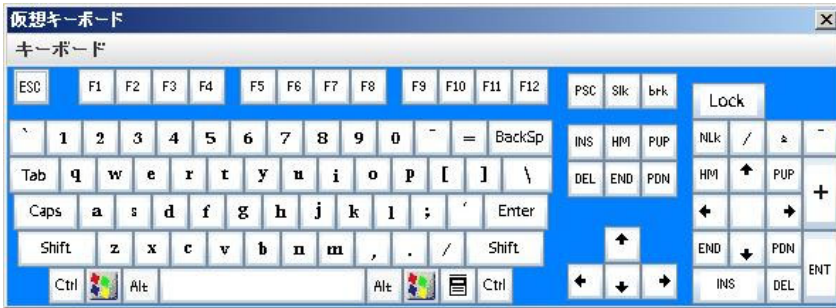 仮想キーボード
キーボード
ESC F1 F2 F3 F4 F5 F6 F7 F8 F9 F10 F11 F12 PSC Slk brk
Lock
` 1 2 3 4 5 6 7 8 9 0 - = BackSp INS HM PUP NLk / * -
Tab q w e r t y u i o p [ ] \ DEL END PDN HM ↑ PUP +
Caps a s d f g h j k l ; ' Enter ← →
Shift z x c v b n m , . / Shift ↑ END ↓ PDN
Ctrl Alt Alt Ctrl ← ↓ → INS DEL ENT